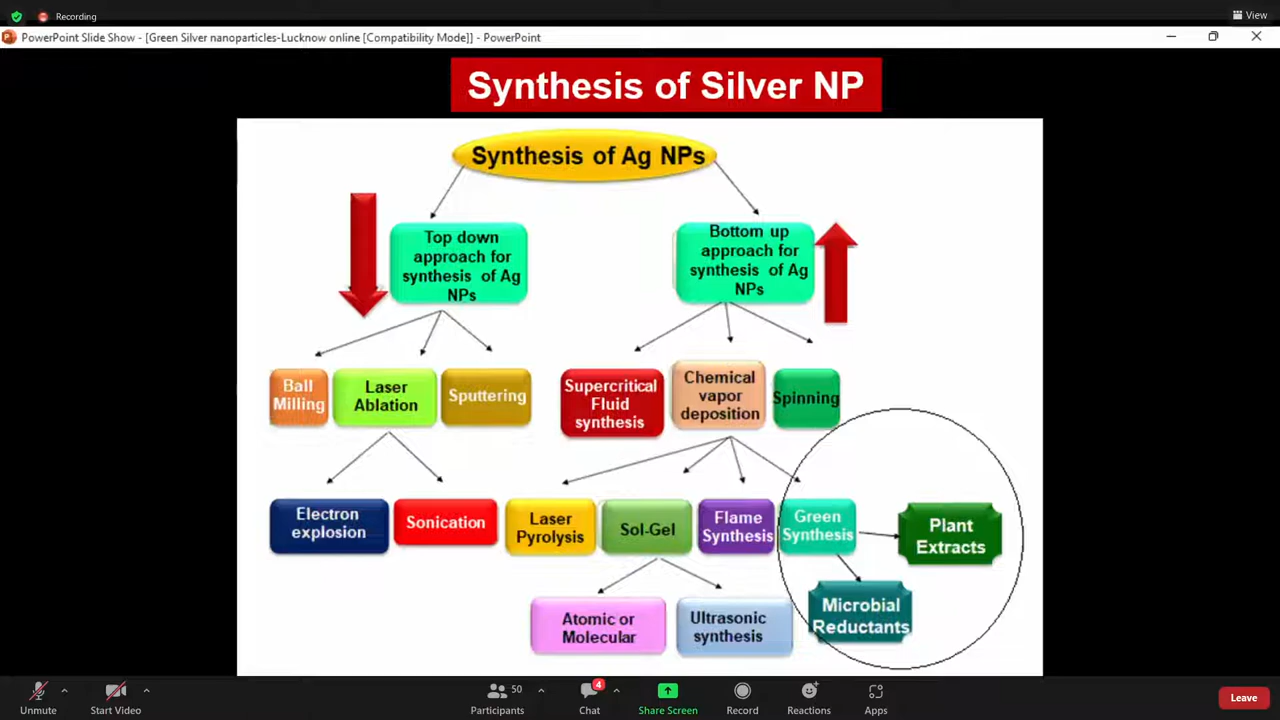 Recording
View
PowerPoint Slide Show - [Green Silver nanoparticles-Lucknow online [Compatibility Mode]] - PowerPoint
Synthesis of Silver NP
Synthesis of Ag NPs
Top down
approach for
synthesis of Ag
NPs
Bottom up
approach for
synthesis of Ag
NPs
Ball
Milling
Laser
Ablation
Sputtering
Supercritical
Fluid
synthesis
Chemical
vapor
deposition
Spinning
Electron
explosion
Sonication
Laser
Pyrolysis
Sol-Gel
Flame
Synthesis
Green
Synthesis
Plant
Extracts
Atomic or
Molecular
Ultrasonic
synthesis
Microbial
Reductants
Unmute
Start Video
50
Participants
4
Chat
Share Screen
Record
Reactions
Apps
Leave